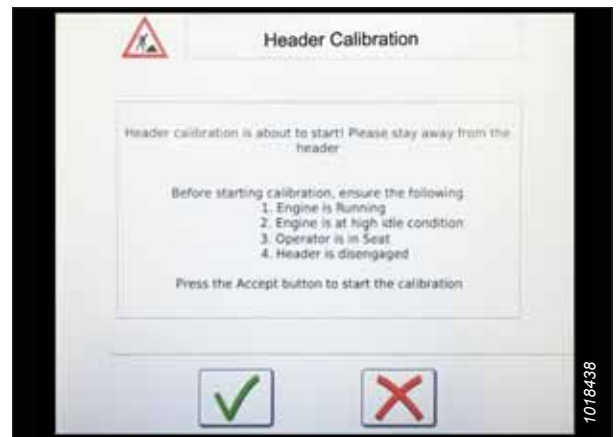 Header Calibration
Header calibration is about to start! Please stay away from the
header
Before starting calibration, ensure the following
1. Engine is Running
2. Engine is at high idle condition
3. Operator is in Seat
4. Header is disengaged
Press the Accept button to start the calibration
1018438